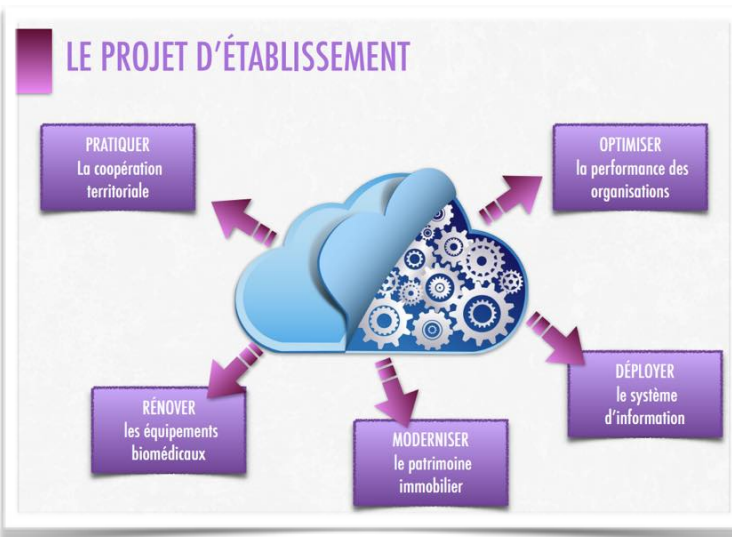 LE PROJET D'ÉTABLISSEMENT
PRATIQUER
La coopération
territoriale
OPTIMISER
la performance des
organisations
RÉNOVER
les équipements
biomédicaux
MODERNISER
le patrimoine
immobilier
DÉPLOYER
le système
d'information